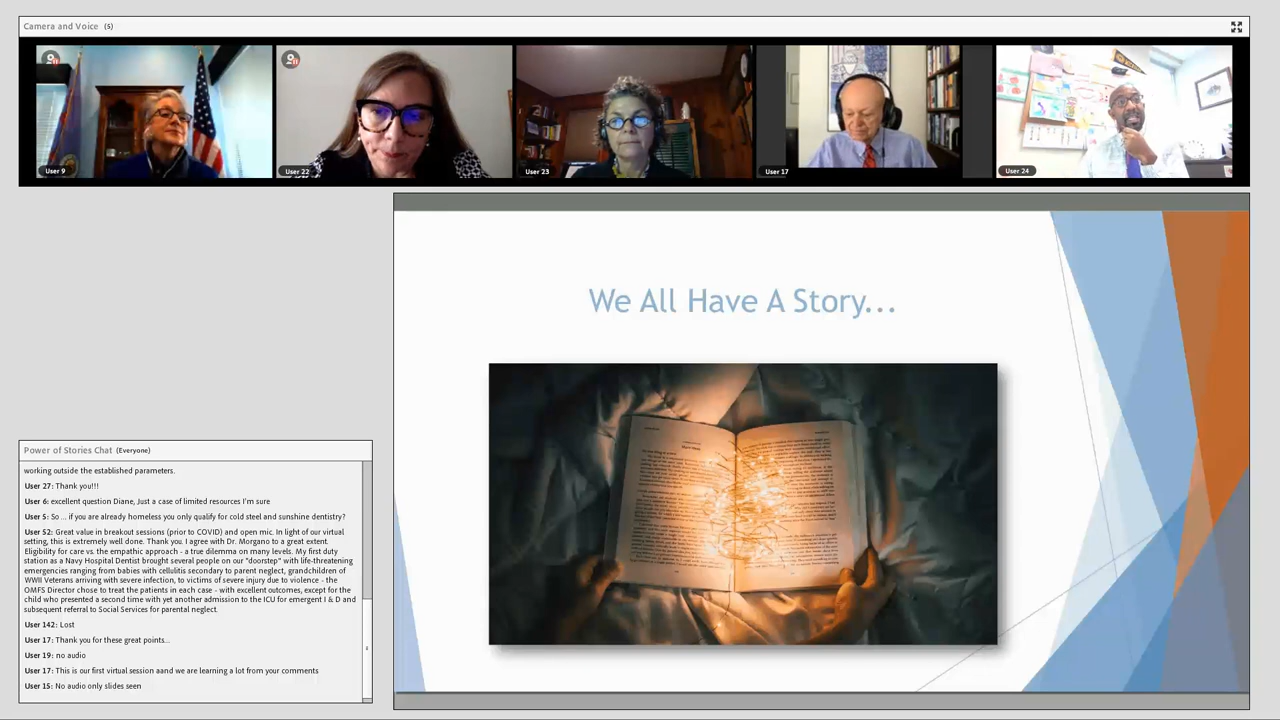 Camera and Voice (5)
User 9
User 22
User 23
User 17
User 24
We All Have A Story...
Power of Stories Chat (Everyone)
working outside the established parameters.
User 27: Thank you!!!
User 6: excellent question Diane, Just a case of limited resources I'm sure
User 5: So ... if you are already homeless you only qualify for cold steel and sunshine dentistry?
User 52: Great value in breakout sessions (prior to COVID) and open mic. In light of our virtual
setting, this is extremely well done. Thank you. I agree with Dr. Morgano to a great extent.
Eligibility for care vs. the empathic approach - a true dilemma on many levels. My first duty
station as a Navy Hospital Dentist brought several people on our "doorstep" with life-threatening
emergencies ranging from babies with cellulitis secondary to parent neglect, grandchildren of
WWII Veterans arriving with severe infection, to victims of severe injury due to violence - the
OMFS Director chose to treat the patients in each case - with excellent outcomes, except for the
child who presented a second time with yet another admission to the ICU for emergent I & D and
subsequent referral to Social Services for parental neglect.
User 142: Lost
User 17: Thank you for these great points...
User 19: no audio
User 17: This is our first virtual session aand we are learning a lot from your comments
User 15: No audio only slides seen